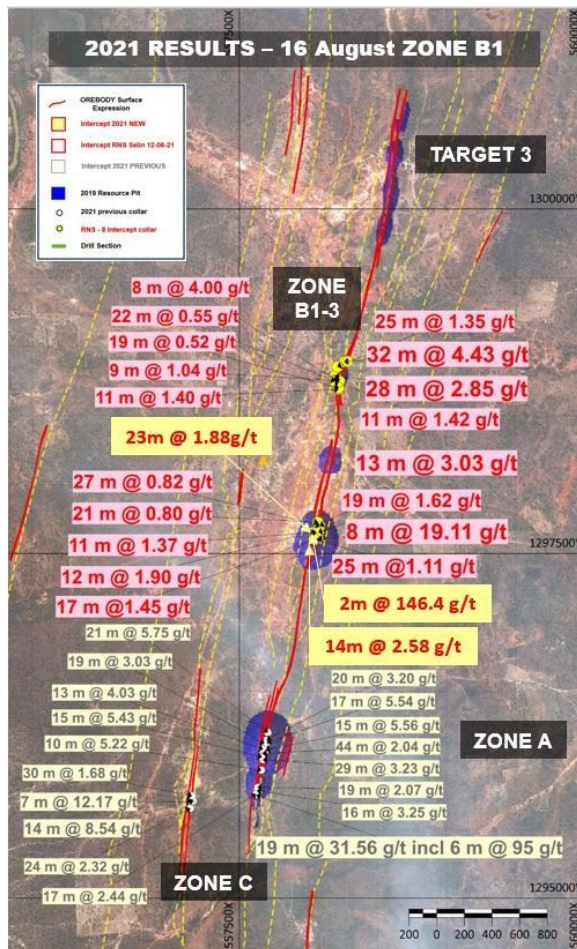 557500X
560000X
2021 RESULTS – 16 August ZONE B1
OREBODY Surface
Expression
Intercept 2021 NEW
Intercept RNS Selin 12-06-21
Intercept 2021 PREVIOUS
2019 Resource Pit
2021 previous collar
RNS - 8 Intercept collar
Drill Section
TARGET 3
1300000Y
ZONE
B1-3
8 m @ 4.00 g/t
22 m @ 0.55 g/t
19 m @ 0.52 g/t
9 m @ 1.04 g/t
11 m @ 1.40 g/t
25 m @ 1.35 g/t
32 m @ 4.43 g/t
28 m @ 2.85 g/t
11 m @ 1.42 g/t
23m @ 1.88g/t
13 m @ 3.03 g/t
27 m @ 0.82 g/t
21 m @ 0.80 g/t
11 m @ 1.37 g/t
12 m @ 1.90 g/t
17 m @1.45 g/t
19 m @ 1.62 g/t
8 m @ 19.11 g/t
25 m @1.11 g/t
1297500Y
2m @ 146.4 g/t
14m @ 2.58 g/t
21 m @ 5.75 g/t
19 m @ 3.03 g/t
13 m @ 4.03 g/t
15 m @ 5.43 g/t
10 m @ 5.22 g/t
30 m @ 1.68 g/t
7 m @ 12.17 g/t
14 m @ 8.54 g/t
24 m @ 2.32 g/t
17 m @ 2.44 g/t
20 m @ 3.20 g/t
17 m @ 5.54 g/t
15 m @ 5.56 g/t
44 m @ 2.04 g/t
29 m @ 3.23 g/t
19 m @ 2.07 g/t
16 m @ 3.25 g/t
ZONE A
19 m @ 31.56 g/t incl 6 m @ 95 g/t
ZONE C
1295000Y
200 0 200 400 600 800
557500X
560000X